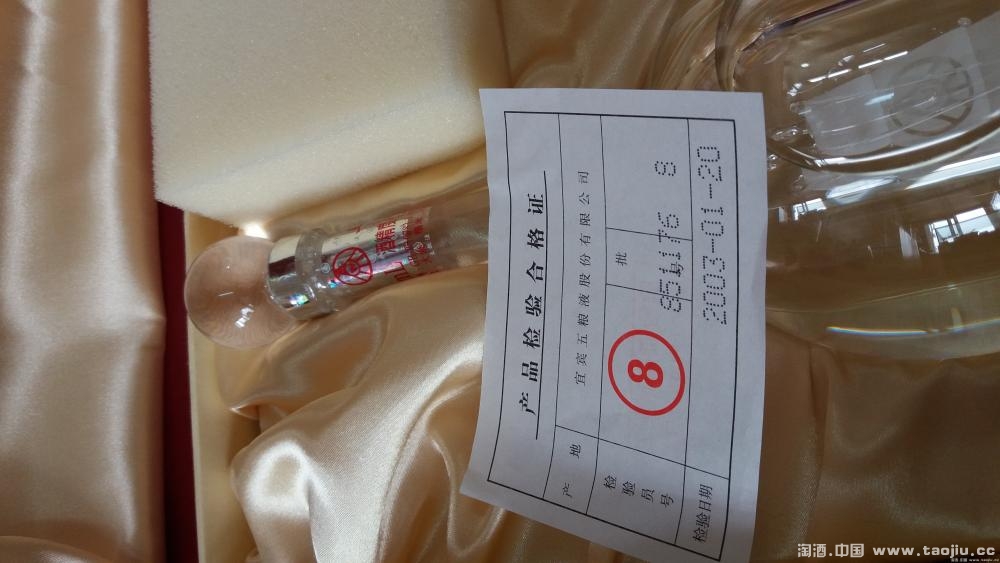 产品检验合格证
产 地 宜宾五粮液股份有限公司
检验员号 8 批号 8511176 8
检验日期 2003-01-20
淘酒.中国 www.taojiu.cc